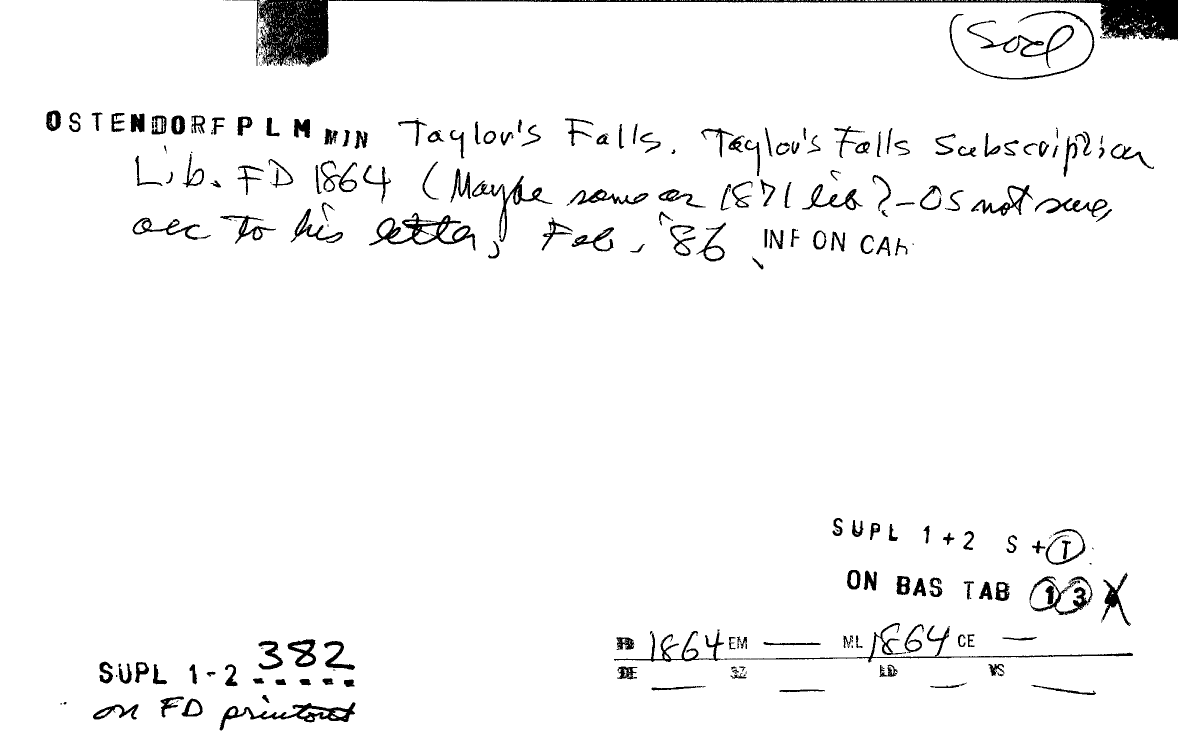 Socl
OSTENDORF P L M MIN Taylor's Falls. Taylor's Falls Subscription
Lib. FD 1864 (Maybe same as 1871 lib? - OS not sure,
acc to his letter, Feb, '86 INF ON CAR
SUPL 1+2 S + T
ON BAS TAB 1 3
FD 1864 EM — ML 1864 CE —
DE — SZ — LD — VS —
SUPL 1-2 382
on FD printout